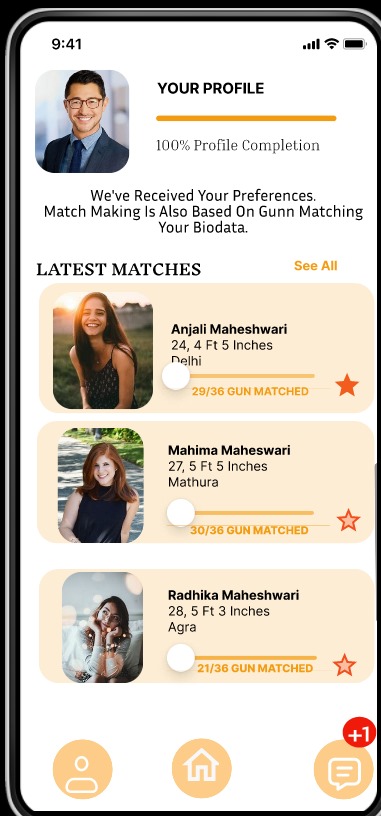 9:41
YOUR PROFILE
100% Profile Completion
We've Received Your Preferences.
Match Making Is Also Based On Gunn Matching
Your Biodata.
LATEST MATCHES
See All
Anjali Maheshwari
24, 4 Ft 5 Inches
Delhi
29/36 GUN MATCHED
Mahima Maheswari
27, 5 Ft 5 Inches
Mathura
30/36 GUN MATCHED
Radhika Maheshwari
28, 5 Ft 3 Inches
Agra
21/36 GUN MATCHED
+1